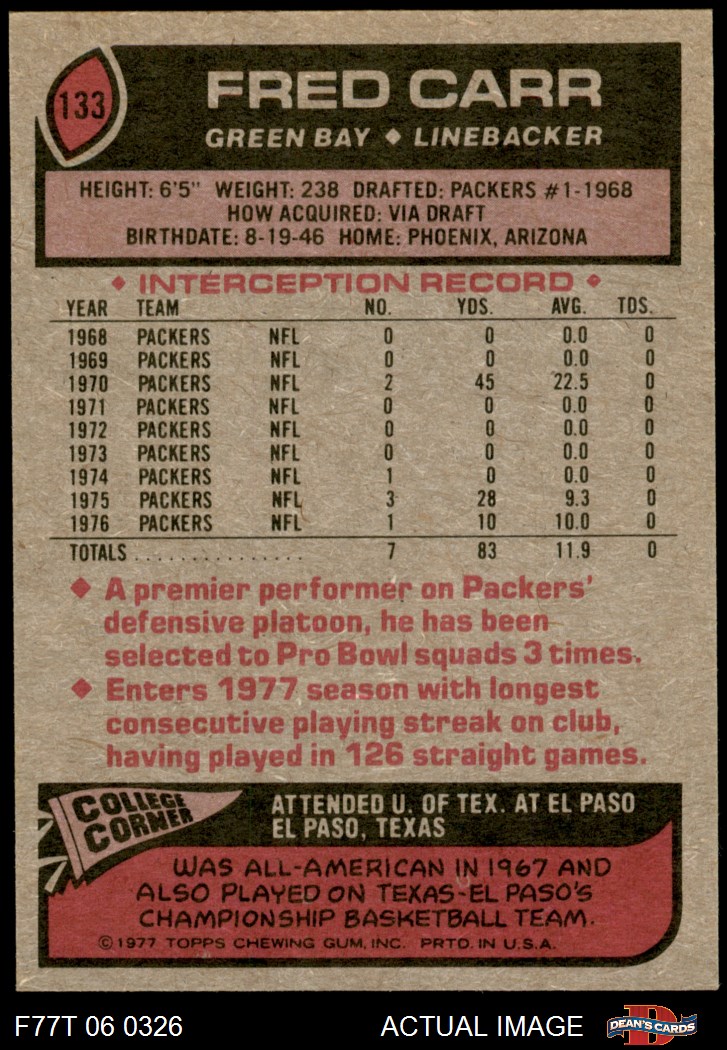 133
FRED CARR
GREEN BAY ◆ LINEBACKER
HEIGHT: 6'5" WEIGHT: 238 DRAFTED: PACKERS #1-1968
HOW ACQUIRED: VIA DRAFT
BIRTHDATE: 8-19-46 HOME: PHOENIX, ARIZONA
◆ INTERCEPTION RECORD ◆
YEAR TEAM NO. YDS. AVG. TDS.
1968 PACKERS NFL 0 0 0.0 0
1969 PACKERS NFL 0 0 0.0 0
1970 PACKERS NFL 2 45 22.5 0
1971 PACKERS NFL 0 0 0.0 0
1972 PACKERS NFL 0 0 0.0 0
1973 PACKERS NFL 0 0 0.0 0
1974 PACKERS NFL 1 0 0.0 0
1975 PACKERS NFL 3 28 9.3 0
1976 PACKERS NFL 1 10 10.0 0
TOTALS ................ 7 83 11.9 0
◆ A premier performer on Packers'
defensive platoon, he has been
selected to Pro Bowl squads 3 times.
◆ Enters 1977 season with longest
consecutive playing streak on club,
having played in 126 straight games.
COLLEGE
CORNER
ATTENDED U. OF TEX. AT EL PASO
EL PASO, TEXAS
WAS ALL-AMERICAN IN 1967 AND
ALSO PLAYED ON TEXAS-EL PASO'S
CHAMPIONSHIP BASKETBALL TEAM.
© 1977 TOPPS CHEWING GUM, INC. PRTD. IN U.S.A.
F77T 06 0326 ACTUAL IMAGE D DEAN'S CARDS